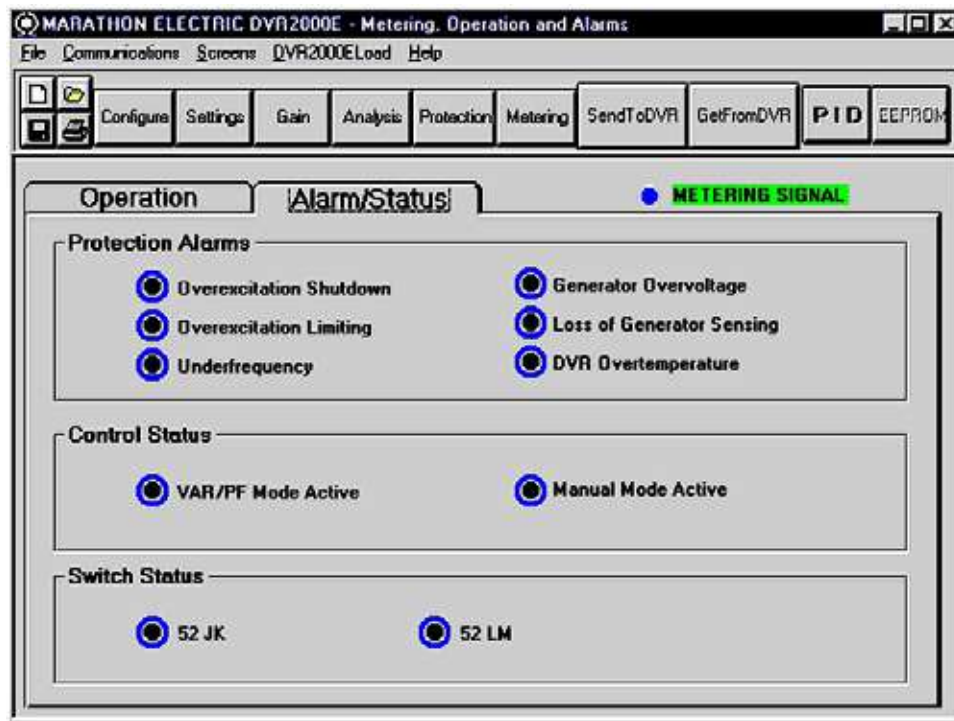 MARATHON ELECTRIC DVR2000E - Metering, Operation and Alarms
File Communications Screens DVR2000ELoad Help
Configure Settings Gain Analysis Protection Metering SendToDVR GetFromDVR PID EEPROM
Operation Alarm/Status METERING SIGNAL
Protection Alarms
Overexcitation Shutdown Generator Overvoltage
Overexcitation Limiting Loss of Generator Sensing
Underfrequency DVR Overtemperature
Control Status
VAR/PF Mode Active Manual Mode Active
Switch Status
52 JK 52 LM